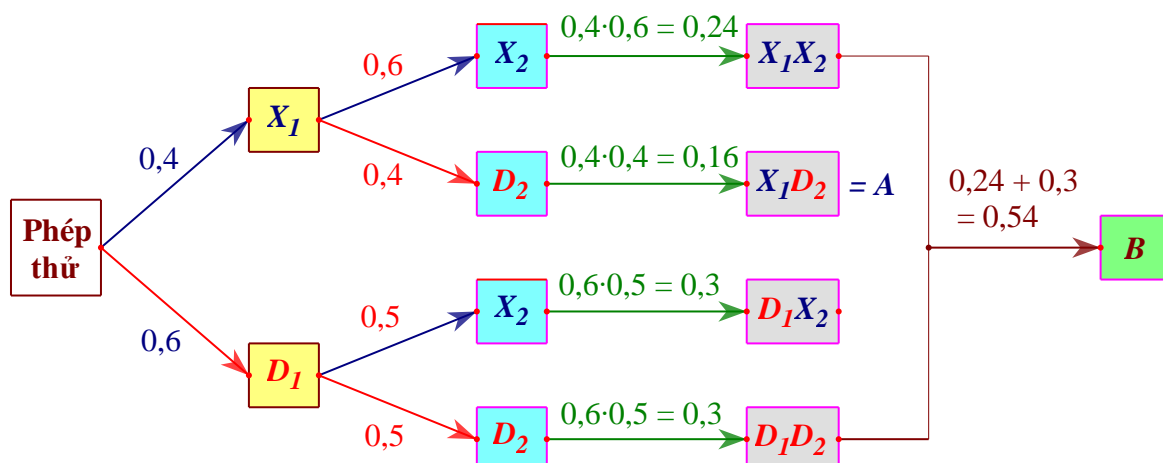 0,4·0,6 = 0,24
X₂
X₁X₂
0,6
X₁
0,4·0,4 = 0,16
0,4
0,4
D₂
X₁D₂
= A
0,24 + 0,3
= 0,54
Phép
thử
B
0,6·0,5 = 0,3
X₂
D₁X₂
0,5
0,6
D₁
0,6·0,5 = 0,3
0,5
D₂
D₁D₂